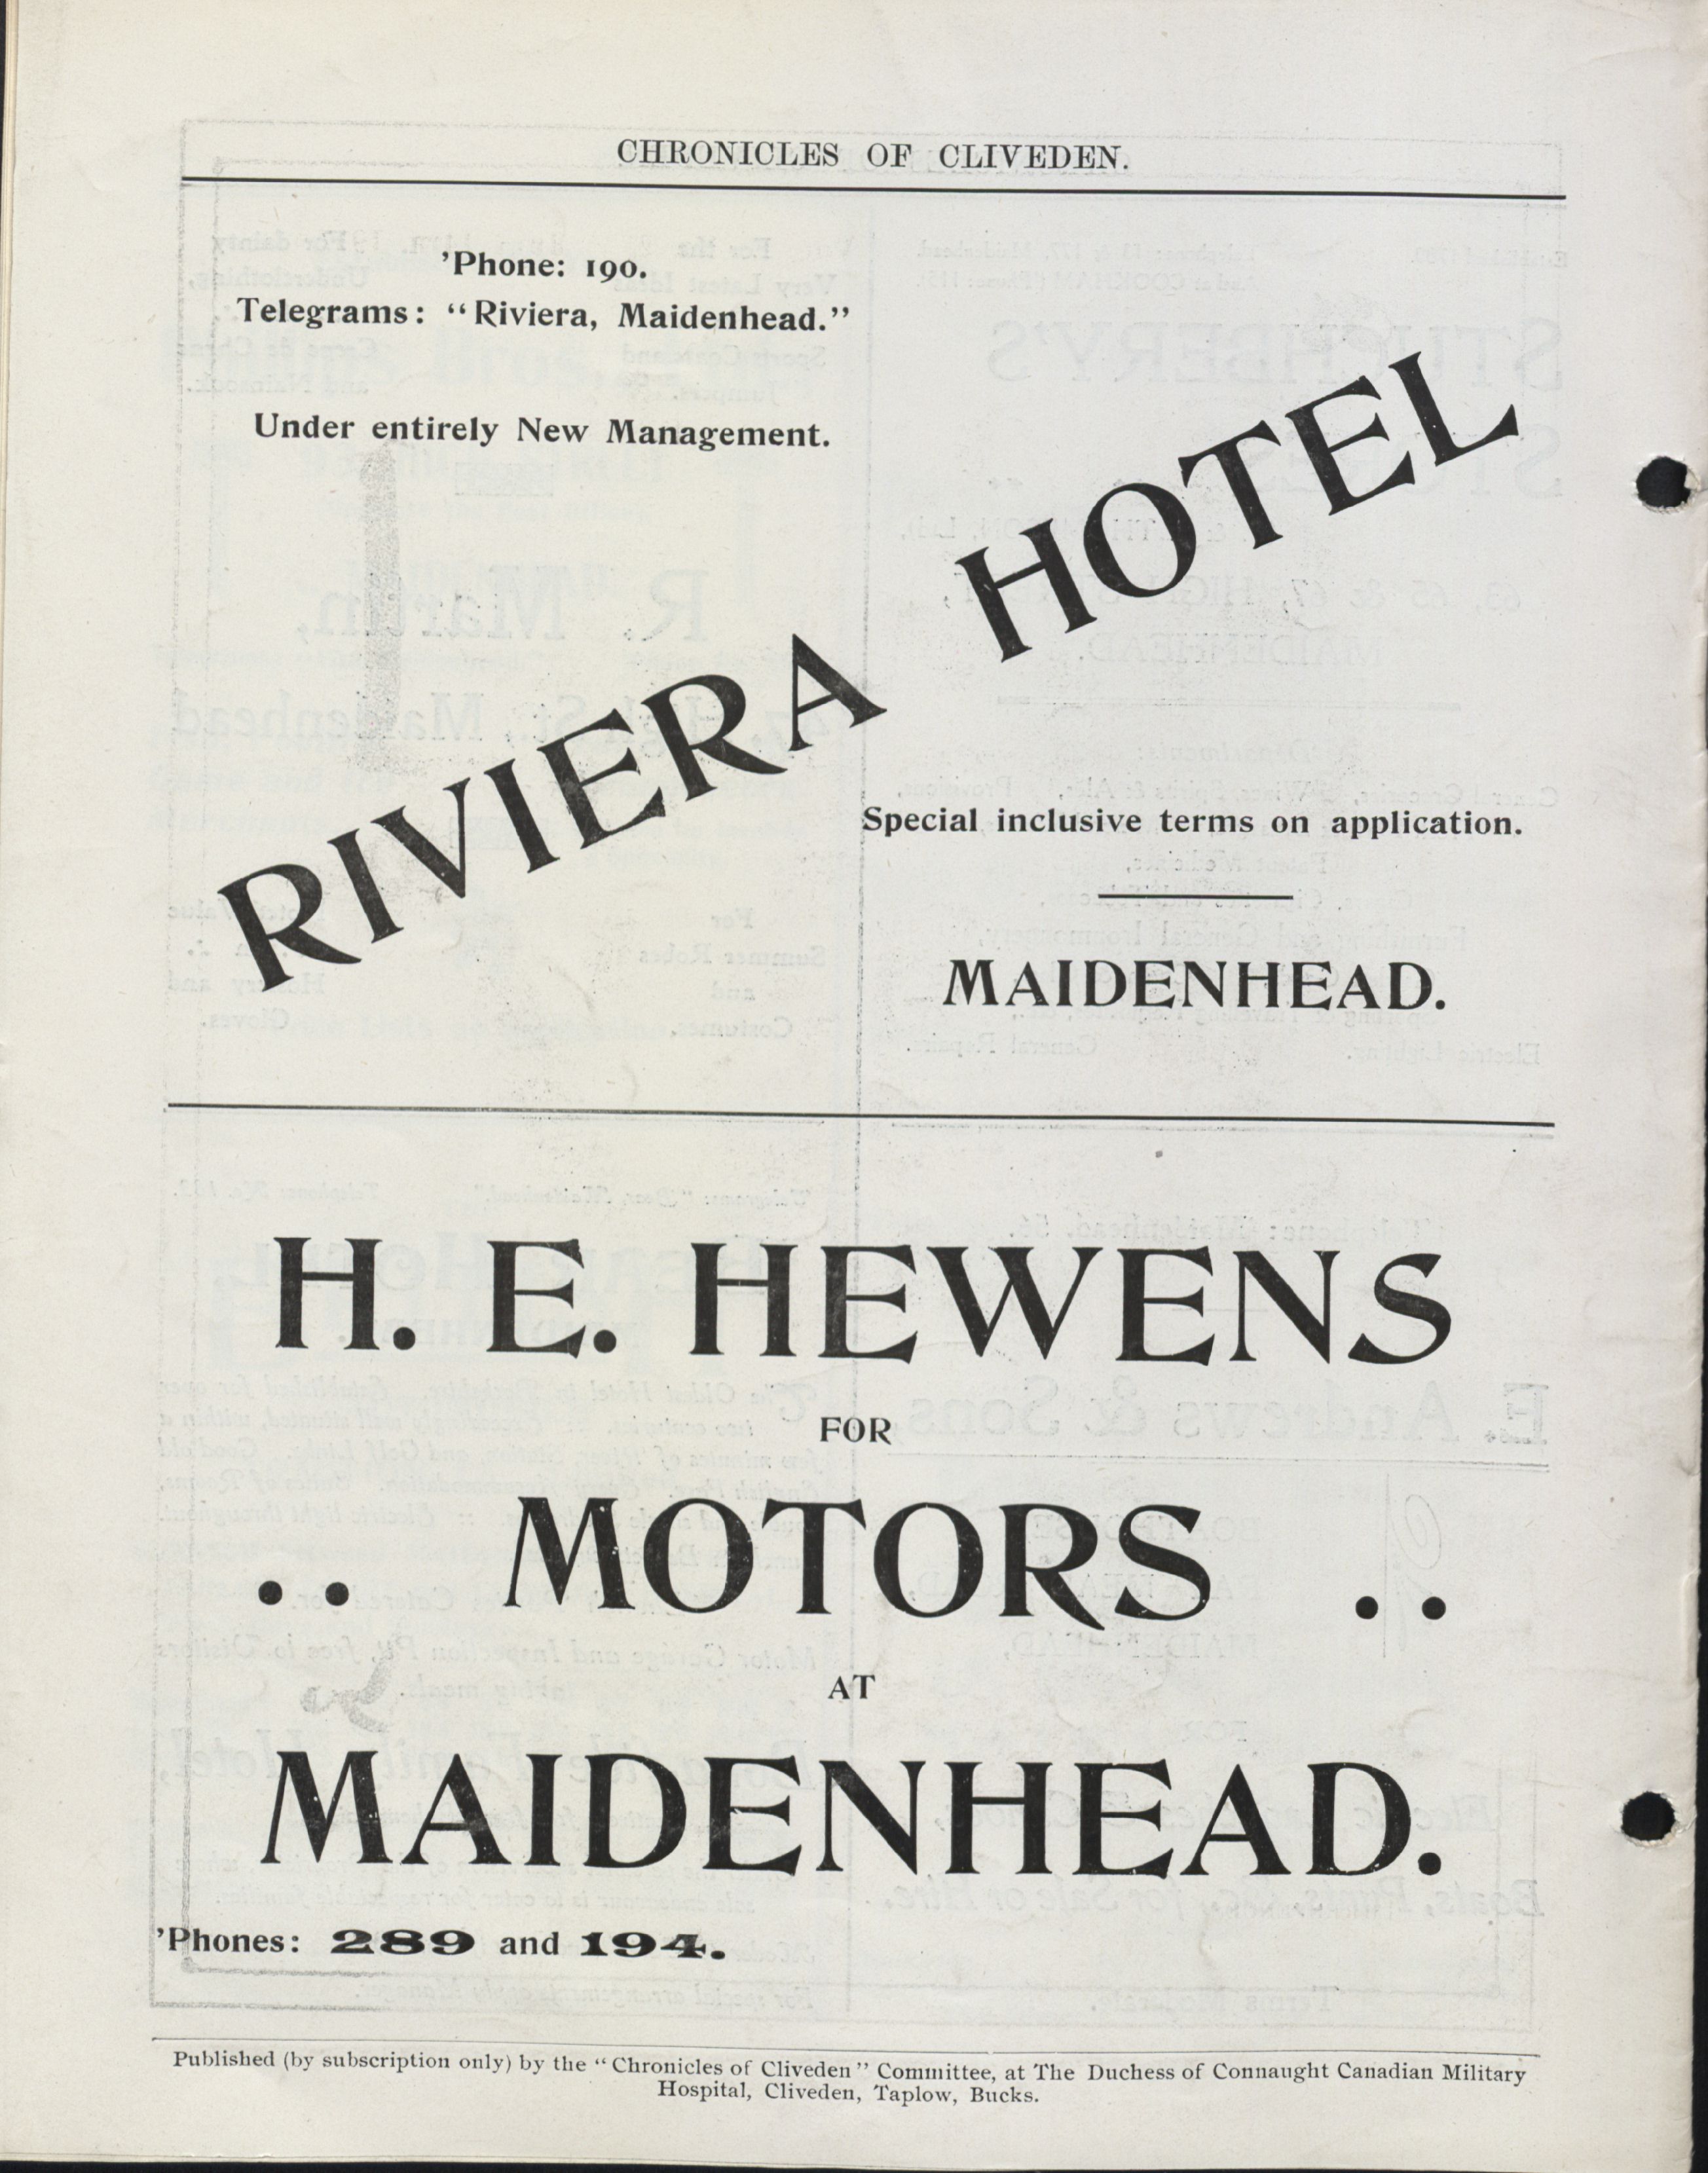 CHRONICLES OF CLIVEDEN.
'Phone: 190.
Telegrams: "Riviera, Maidenhead."
Under entirely New Management.
RIVIERA HOTEL
Special inclusive terms on application.
MAIDENHEAD.
H. E. HEWENS
FOR
.. MOTORS ..
AT
MAIDENHEAD.
'Phones: 289 and 194.
Published (by subscription only) by the "Chronicles of Cliveden" Committee, at The Duchess of Connaught Canadian Military
Hospital, Cliveden, Taplow, Bucks.